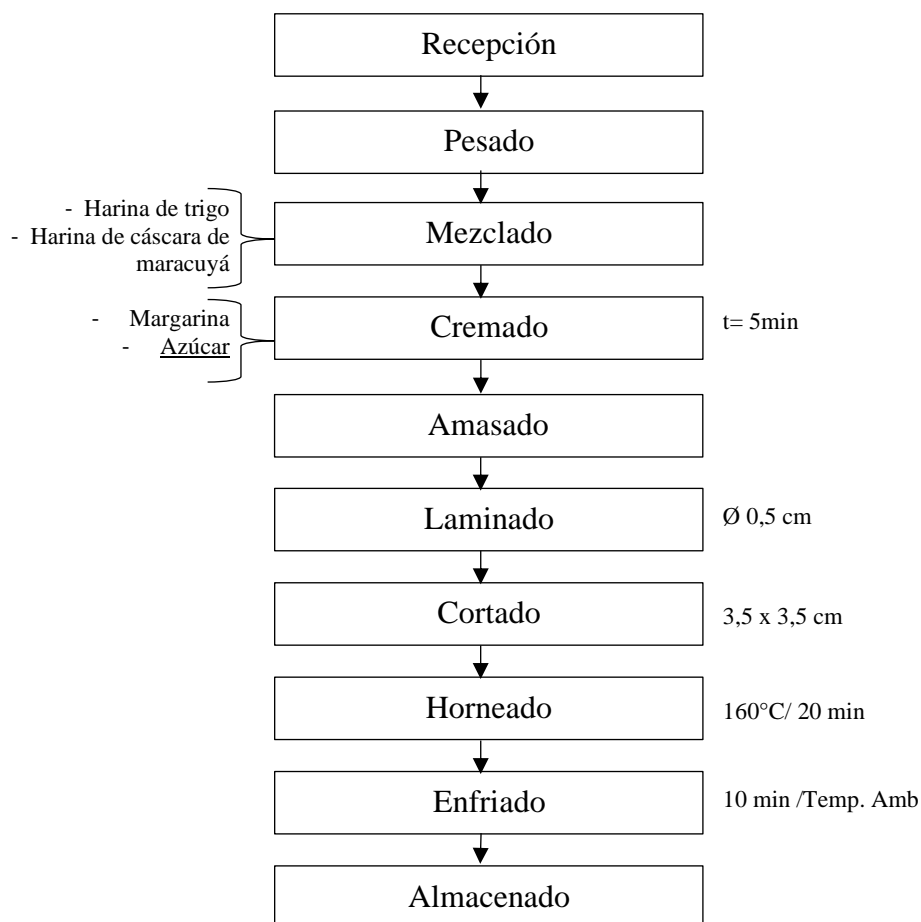 Recepción
Pesado
- Harina de trigo
- Harina de cáscara de
maracuyá
Mezclado
- Margarina
- Azúcar
Cremado
t= 5min
Amasado
Laminado
Ø 0,5 cm
Cortado
3,5 x 3,5 cm
Horneado
160°C/ 20 min
Enfriado
10 min /Temp. Amb
Almacenado